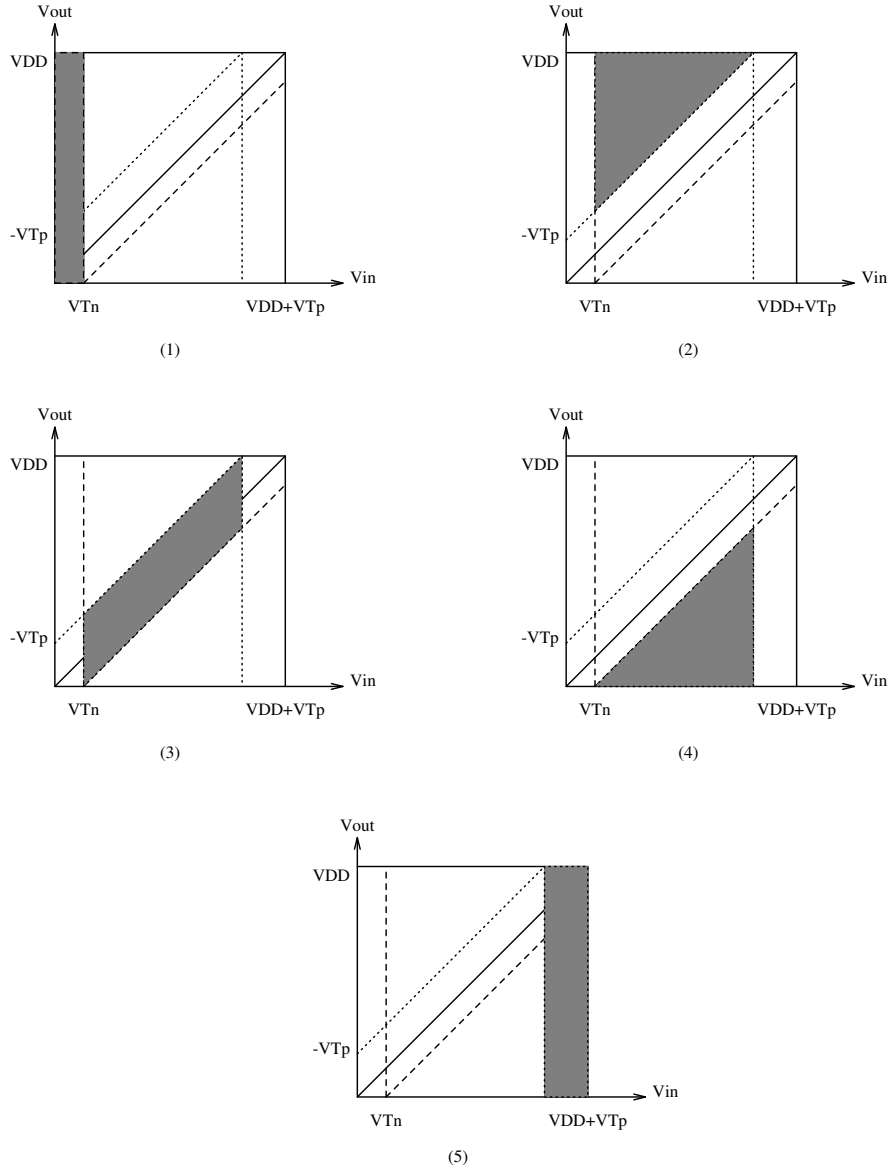 Vout
VDD
-VTp
Vin
VTn VDD+VTp
(1)
Vout
VDD
-VTp
Vin
VTn VDD+VTp
(2)
Vout
VDD
-VTp
Vin
VTn VDD+VTp
(3)
Vout
VDD
-VTp
Vin
VTn VDD+VTp
(4)
Vout
VDD
-VTp
Vin
VTn VDD+VTp
(5)